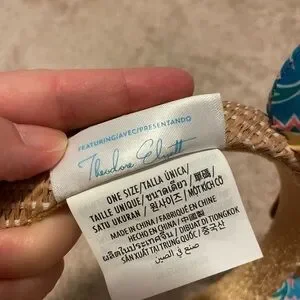 FEATURING/AVEC/PRESENTANDO
Theodore Elyett
ONE SIZE/TALLA ÚNICA/
TAILLE UNIQUE/ขนาดเดียว/單碼/
SATU UKURAN/원사이즈/MỘT KÍCH CỠ
MADE IN CHINA/FABRIQUÉ EN CHINE
HECHO EN CHINA/中國製
ผลิตในประเทศจีน/DIBUAT DI TIONGKOK
SẢN XUẤT TẠI TRUNG QUỐC/중국산
صنع في الصين